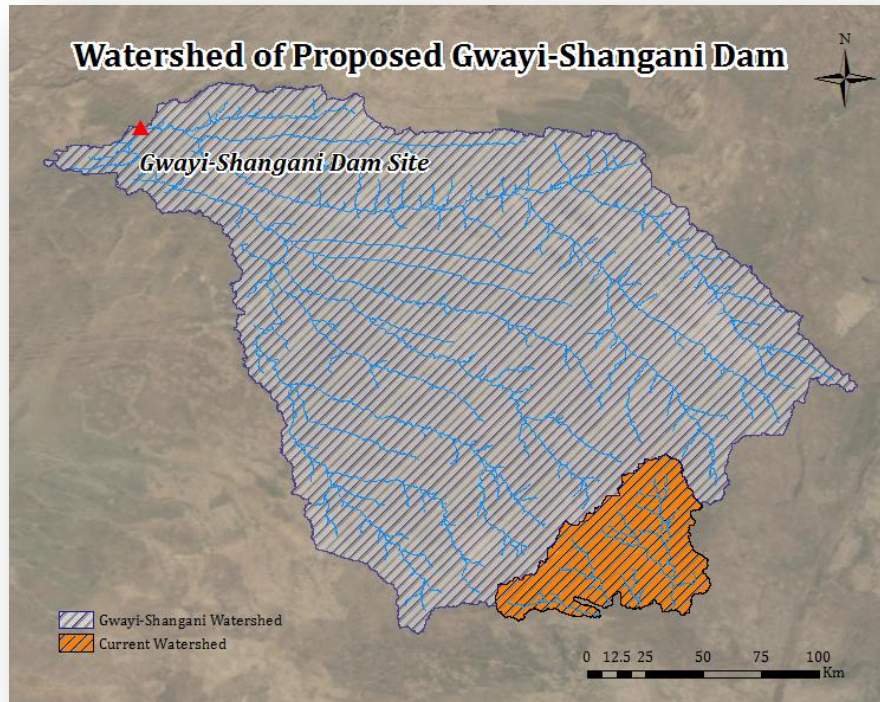 Watershed of Proposed Gwayi-Shangani Dam
N
Gwayi-Shangani Dam Site
Gwayi-Shangani Watershed
Current Watershed
0 12.5 25 50 75 100
Km